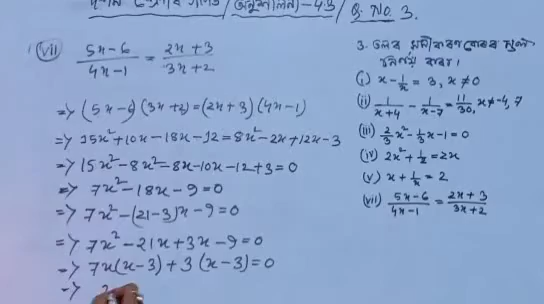 গণিত / (অনুশীলনী)-4.3 / Q. No 3.
(vii) (5x-6)/(4x-1) = (2x+3)/(3x+2)
=> (5x-6)(3x+2)=(2x+3)(4x-1)
=> 15x²+10x-18x-12=8x²-2x+12x-3
=> 15x²-8x²-8x-10x-12+3=0
=> 7x²-18x-9=0
=> 7x²-(21-3)x-9=0
=> 7x²-21x+3x-9=0
=> 7x(x-3)+3(x-3)=0
=>
3. তলৰ সমীকৰণবোৰৰ মূল
নিৰ্ণয় কৰা।
(i) x-1/x = 3, x≠0
(ii) 1/(x+4) - 1/(x-7) = 11/30, x≠-4, 7
(iii) 2/3x²-1/3x-1=0
(iv) 2x²+1/2=2x
(v) x+1/x=2
(vii) (5x-6)/(4x-1) = (2x+3)/(3x+2)